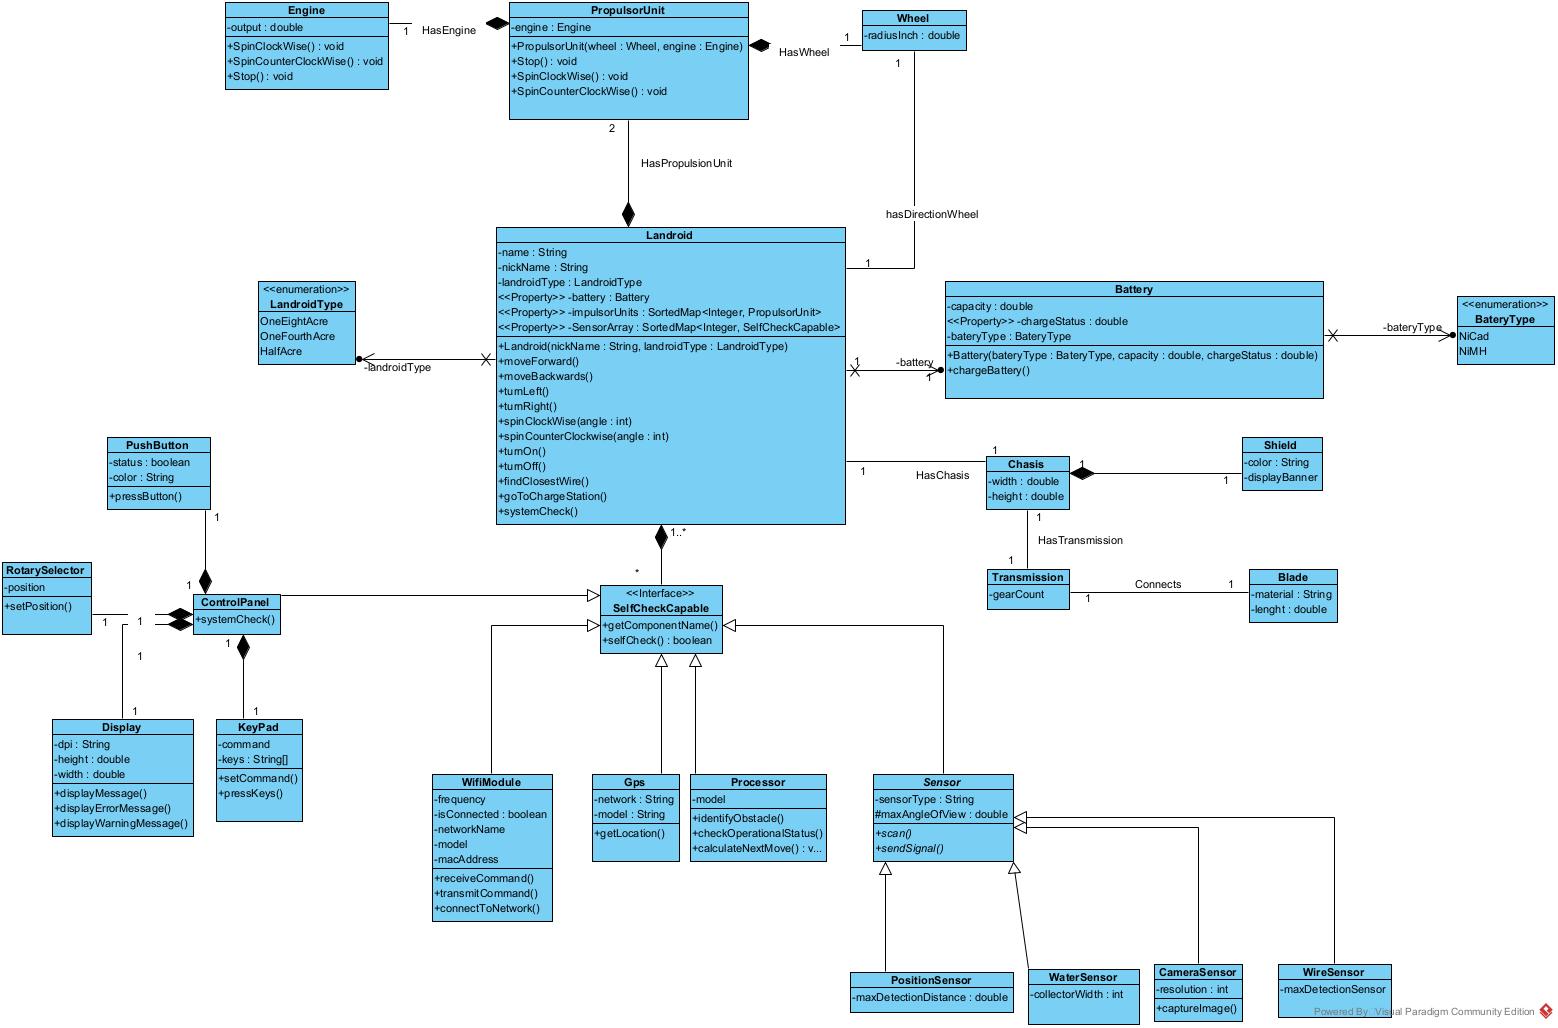 Engine
-output : double
+SpinClockWise() : void
+SpinCounterClockWise() : void
+Stop() : void
1
HasEngine
PropulsorUnit
-engine : Engine
+PropulsorUnit(wheel : Wheel, engine : Engine)
+Stop() : void
+SpinClockWise() : void
+SpinCounterClockWise() : void
HasWheel
1
Wheel
-radiusInch : double
1
2
HasPropulsionUnit
hasDirectionWheel
1
Landroid
-name : String
-nickName : String
-landroidType : LandroidType
<<Property>> -battery : Battery
<<Property>> -impulsorUnits : SortedMap<Integer, PropulsorUnit>
<<Property>> -SensorArray : SortedMap<Integer, SelfCheckCapable>
+Landroid(nickName : String, landroidType : LandroidType)
+moveForward()
+moveBackwards()
+turnLeft()
+turnRight()
+spinClockWise(angle : int)
+spinCounterClockwise(angle : int)
+turnOn()
+turnOff()
+findClosestWire()
+goToChargeStation()
+systemCheck()
<<enumeration>>
LandroidType
OneEightAcre
OneFourthAcre
HalfAcre
-landroidType
1
-battery
1
Battery
-capacity : double
<<Property>> -chargeStatus : double
-bateryType : BateryType
+Battery(bateryType : BateryType, capacity : double, chargeStatus : double)
+chargeBattery()
-bateryType
<<enumeration>>
BateryType
NiCad
NiMH
1
HasChasis
1
Chasis
-width : double
-height : double
1
1
Shield
-color : String
-displayBanner
1
HasTransmission
1
Transmission
-gearCount
1
Connects
1
Blade
-material : String
-lenght : double
PushButton
-status : boolean
-color : String
+pressButton()
1
1
RotarySelector
-position
+setPosition()
1
1
1
ControlPanel
+systemCheck()
1
1
1
Display
-dpi : String
-height : double
-width : double
+displayMessage()
+displayErrorMessage()
+displayWarningMessage()
KeyPad
-command
-keys : String[]
+setCommand()
+pressKeys()
1..*
*
<<Interface>>
SelfCheckCapable
+getComponentName()
+selfCheck() : boolean
WifiModule
-frequency
-isConnected : boolean
-networkName
-model
-macAddress
+receiveCommand()
+transmitCommand()
+connectToNetwork()
Gps
-network : String
-model : String
+getLocation()
Processor
-model
+identifyObstacle()
+checkOperationalStatus()
+calculateNextMove() : v...
Sensor
-sensorType : String
#maxAngleOfView : double
+scan()
+sendSignal()
PositionSensor
-maxDetectionDistance : double
WaterSensor
-collectorWidth : int
CameraSensor
-resolution : int
+captureImage()
WireSensor
-maxDetectionSensor
Powered By Visual Paradigm Community Edition